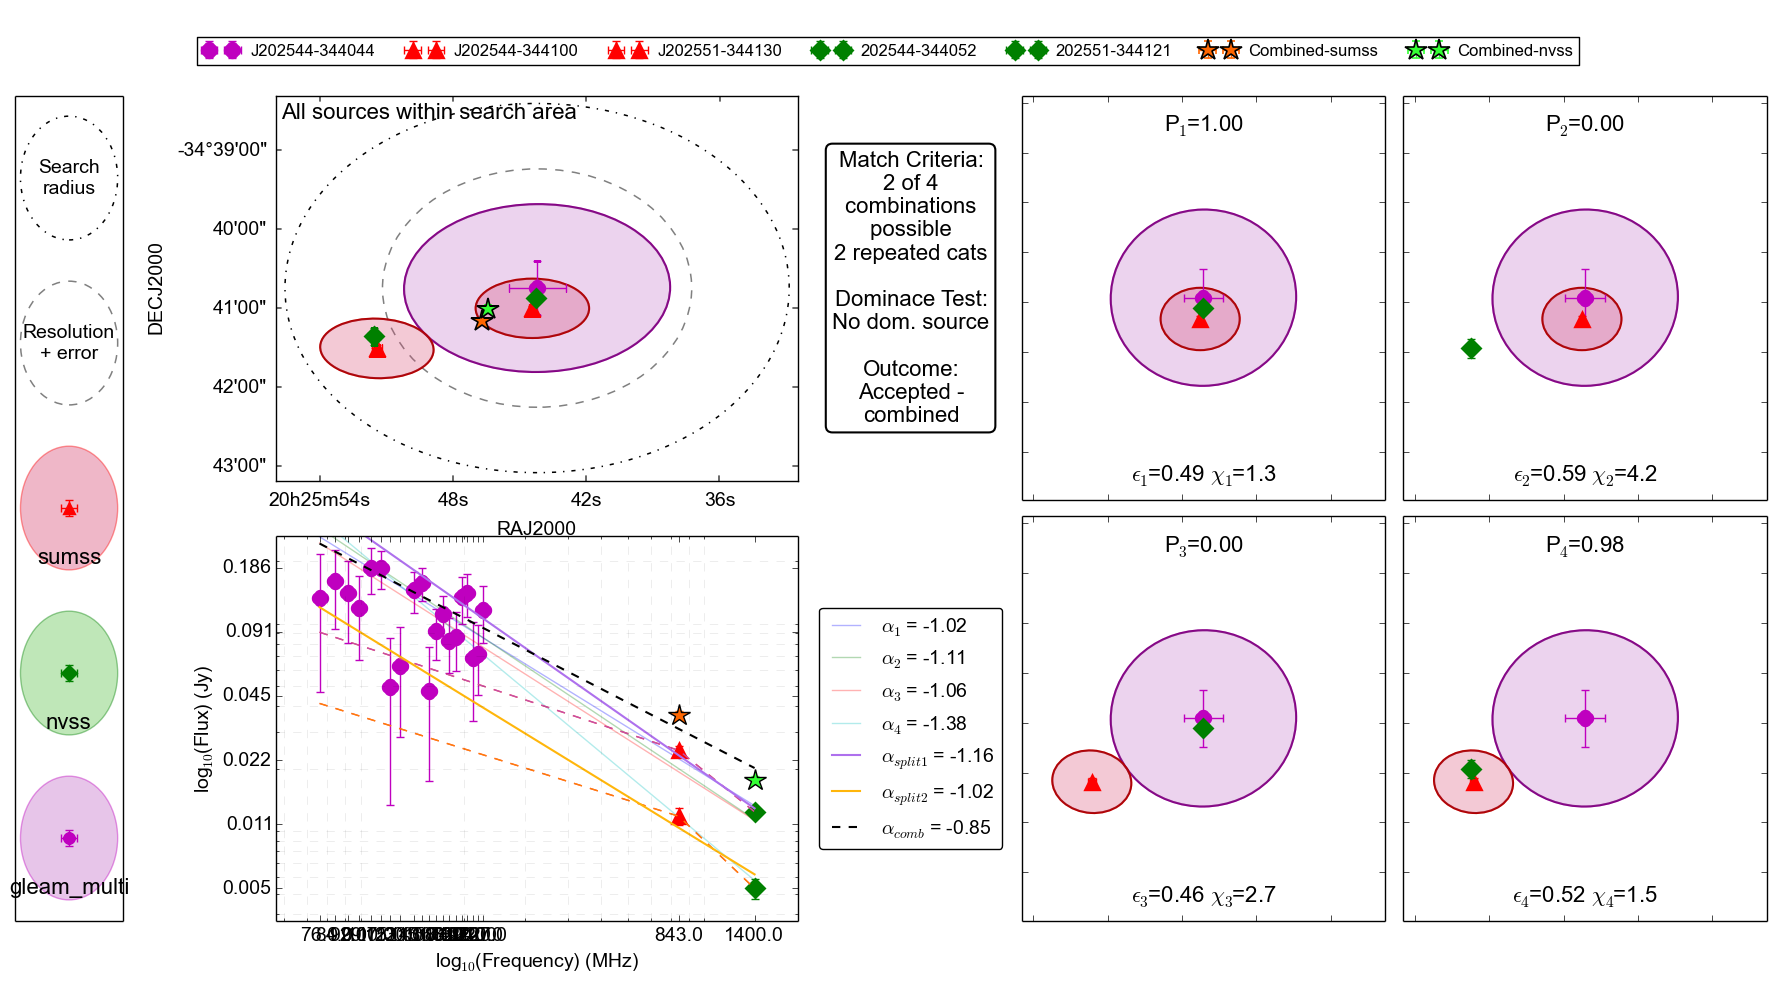 J202544-344044 J202544-344100 J202551-344130 202544-344052 202551-344121 Combined-sumss Combined-nvss
Search
radius
Resolution
+ error
sumss
nvss
gleam_multi
All sources within search area
DECJ2000
-34°39'00"
40'00"
41'00"
42'00"
43'00"
20h25m54s 48s 42s 36s
RAJ2000
Match Criteria:
2 of 4
combinations
possible
2 repeated cats
Dominace Test:
No dom. source
Outcome:
Accepted -
combined
P1=1.00
ϵ1=0.49 χ1=1.3
P2=0.00
ϵ2=0.59 χ2=4.2
P3=0.00
ϵ3=0.46 χ3=2.7
P4=0.98
ϵ4=0.52 χ4=1.5
log10(Flux) (Jy)
0.186
0.091
0.045
0.022
0.011
0.005
843.0 1400.0
log10(Frequency) (MHz)
α1 = -1.02
α2 = -1.11
α3 = -1.06
α4 = -1.38
αsplit1 = -1.16
αsplit2 = -1.02
αcomb = -0.85